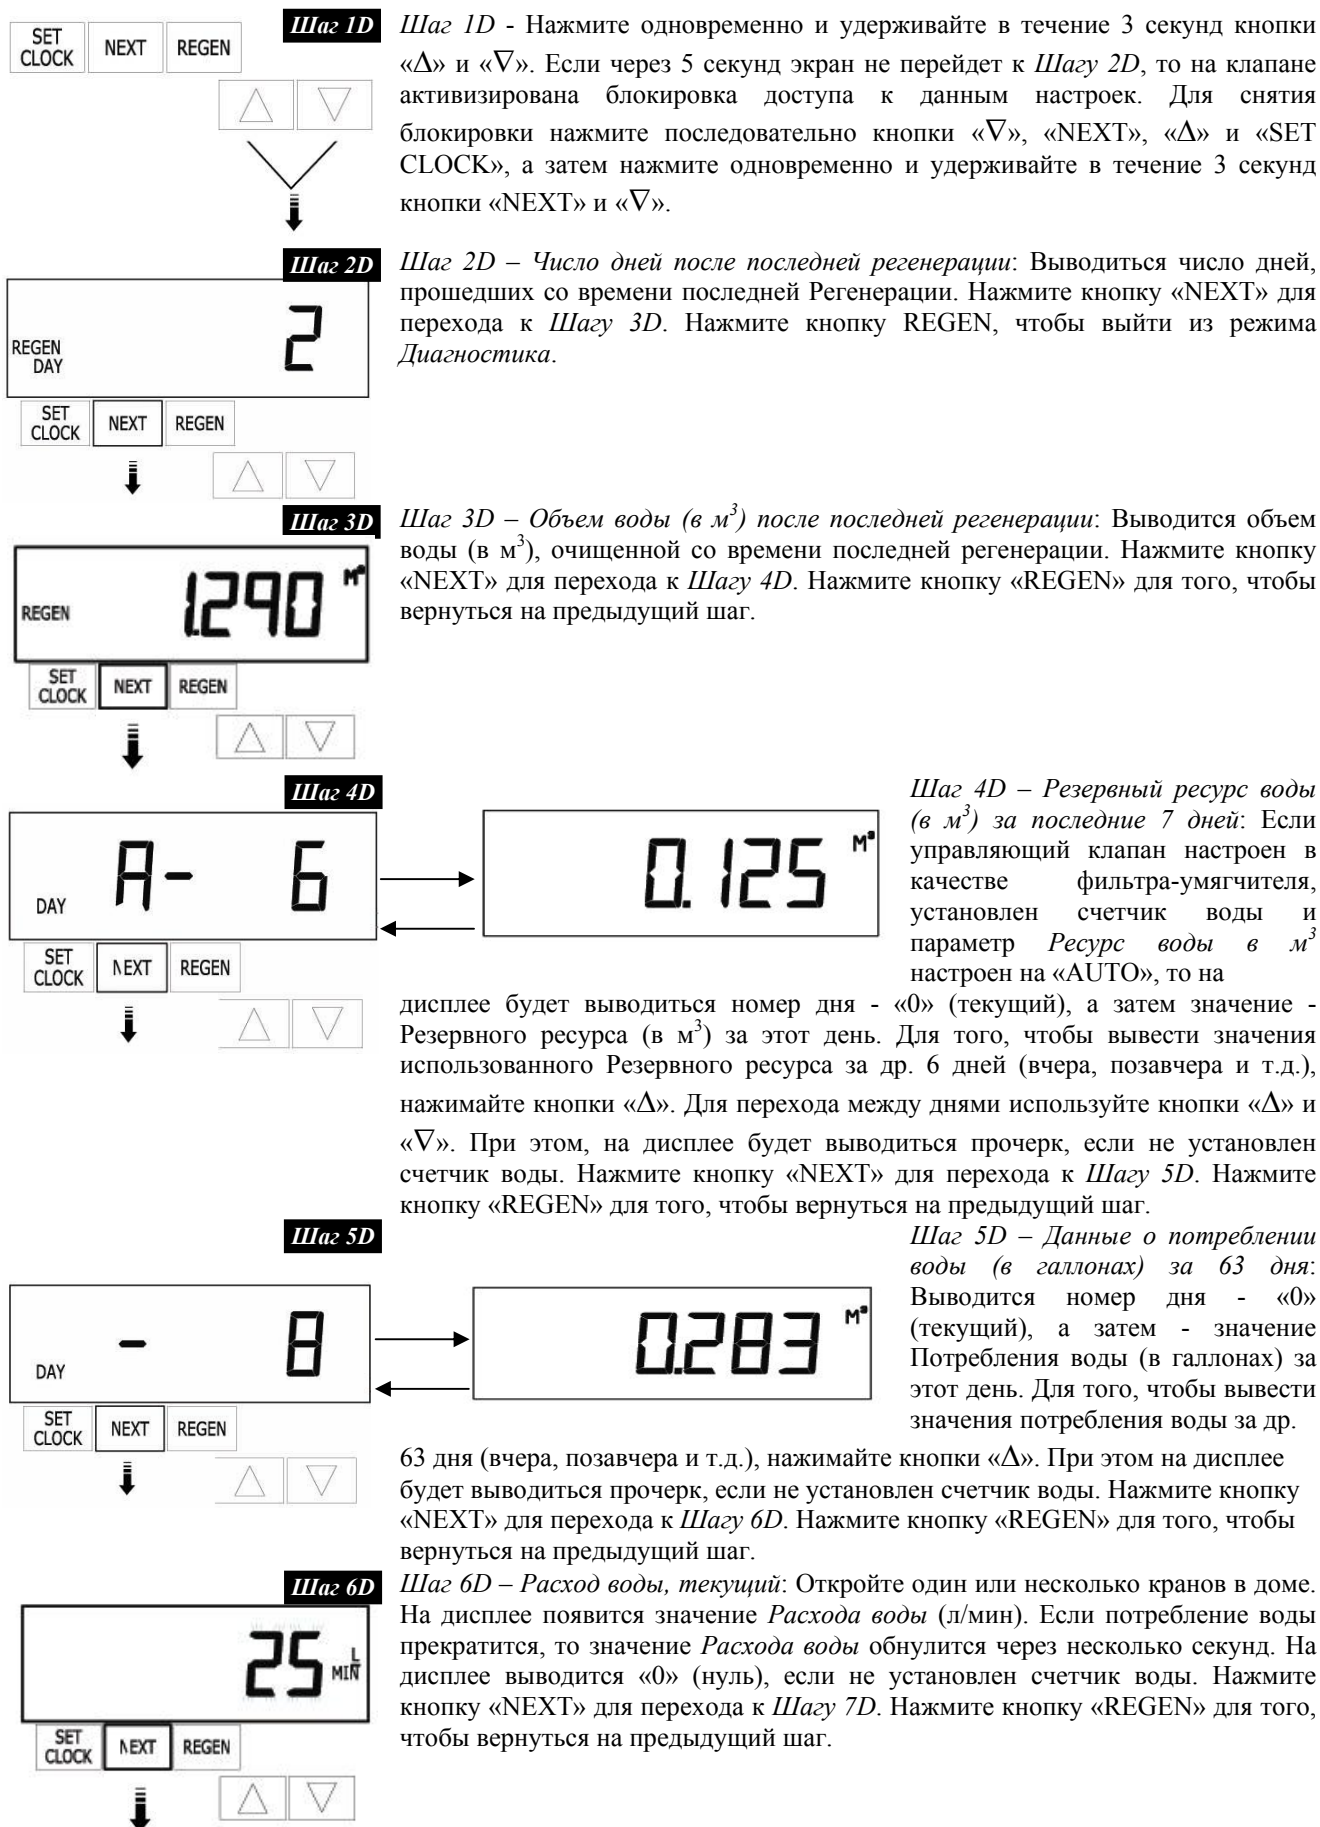 Шаг 1D
SET CLOCK NEXT REGEN
Шаг 1D - Нажмите одновременно и удерживайте в течение 3 секунд кнопки
«Δ» и «∇». Если через 5 секунд экран не перейдет к Шагу 2D, то на клапане
активизирована блокировка доступа к данным настроек. Для снятия
блокировки нажмите последовательно кнопки «∇», «NEXT», «Δ» и «SET
CLOCK», а затем нажмите одновременно и удерживайте в течение 3 секунд
кнопки «NEXT» и «∇».
Шаг 2D
REGEN
DAY
2
SET CLOCK NEXT REGEN
Шаг 2D – Число дней после последней регенерации: Выводиться число дней,
прошедших со времени последней Регенерации. Нажмите кнопку «NEXT» для
перехода к Шагу 3D. Нажмите кнопку REGEN, чтобы выйти из режима
Диагностика.
Шаг 3D
REGEN 1.290 м³
SET CLOCK NEXT REGEN
Шаг 3D – Объем воды (в м³) после последней регенерации: Выводится объем
воды (в м³), очищенной со времени последней регенерации. Нажмите кнопку
«NEXT» для перехода к Шагу 4D. Нажмите кнопку «REGEN» для того, чтобы
вернуться на предыдущий шаг.
Шаг 4D
DAY A- 6
0.125 м³
SET CLOCK NEXT REGEN
Шаг 4D – Резервный ресурс воды
(в м³) за последние 7 дней: Если
управляющий клапан настроен в
качестве фильтра-умягчителя,
установлен счетчик воды и
параметр Ресурс воды в м³
настроен на «AUTO», то на
дисплее будет выводиться номер дня - «0» (текущий), а затем значение -
Резервного ресурса (в м³) за этот день. Для того, чтобы вывести значения
использованного Резервного ресурса за др. 6 дней (вчера, позавчера и т.д.),
нажимайте кнопки «Δ». Для перехода между днями используйте кнопки «Δ» и
«∇». При этом, на дисплее будет выводиться прочерк, если не установлен
счетчик воды. Нажмите кнопку «NEXT» для перехода к Шагу 5D. Нажмите
кнопку «REGEN» для того, чтобы вернуться на предыдущий шаг.
Шаг 5D
DAY - 8
0.283 м³
SET CLOCK NEXT REGEN
Шаг 5D – Данные о потреблении
воды (в галлонах) за 63 дня:
Выводится номер дня - «0»
(текущий), а затем - значение
Потребления воды (в галлонах) за
этот день. Для того, чтобы вывести
значения потребления воды за др.
63 дня (вчера, позавчера и т.д.), нажимайте кнопки «Δ». При этом на дисплее
будет выводиться прочерк, если не установлен счетчик воды. Нажмите кнопку
«NEXT» для перехода к Шагу 6D. Нажмите кнопку «REGEN» для того, чтобы
вернуться на предыдущий шаг.
Шаг 6D
25 L MIN
SET CLOCK NEXT REGEN
Шаг 6D – Расход воды, текущий: Откройте один или несколько кранов в доме.
На дисплее появится значение Расхода воды (л/мин). Если потребление воды
прекратится, то значение Расхода воды обнулится через несколько секунд. На
дисплее выводится «0» (нуль), если не установлен счетчик воды. Нажмите
кнопку «NEXT» для перехода к Шагу 7D. Нажмите кнопку «REGEN» для того,
чтобы вернуться на предыдущий шаг.